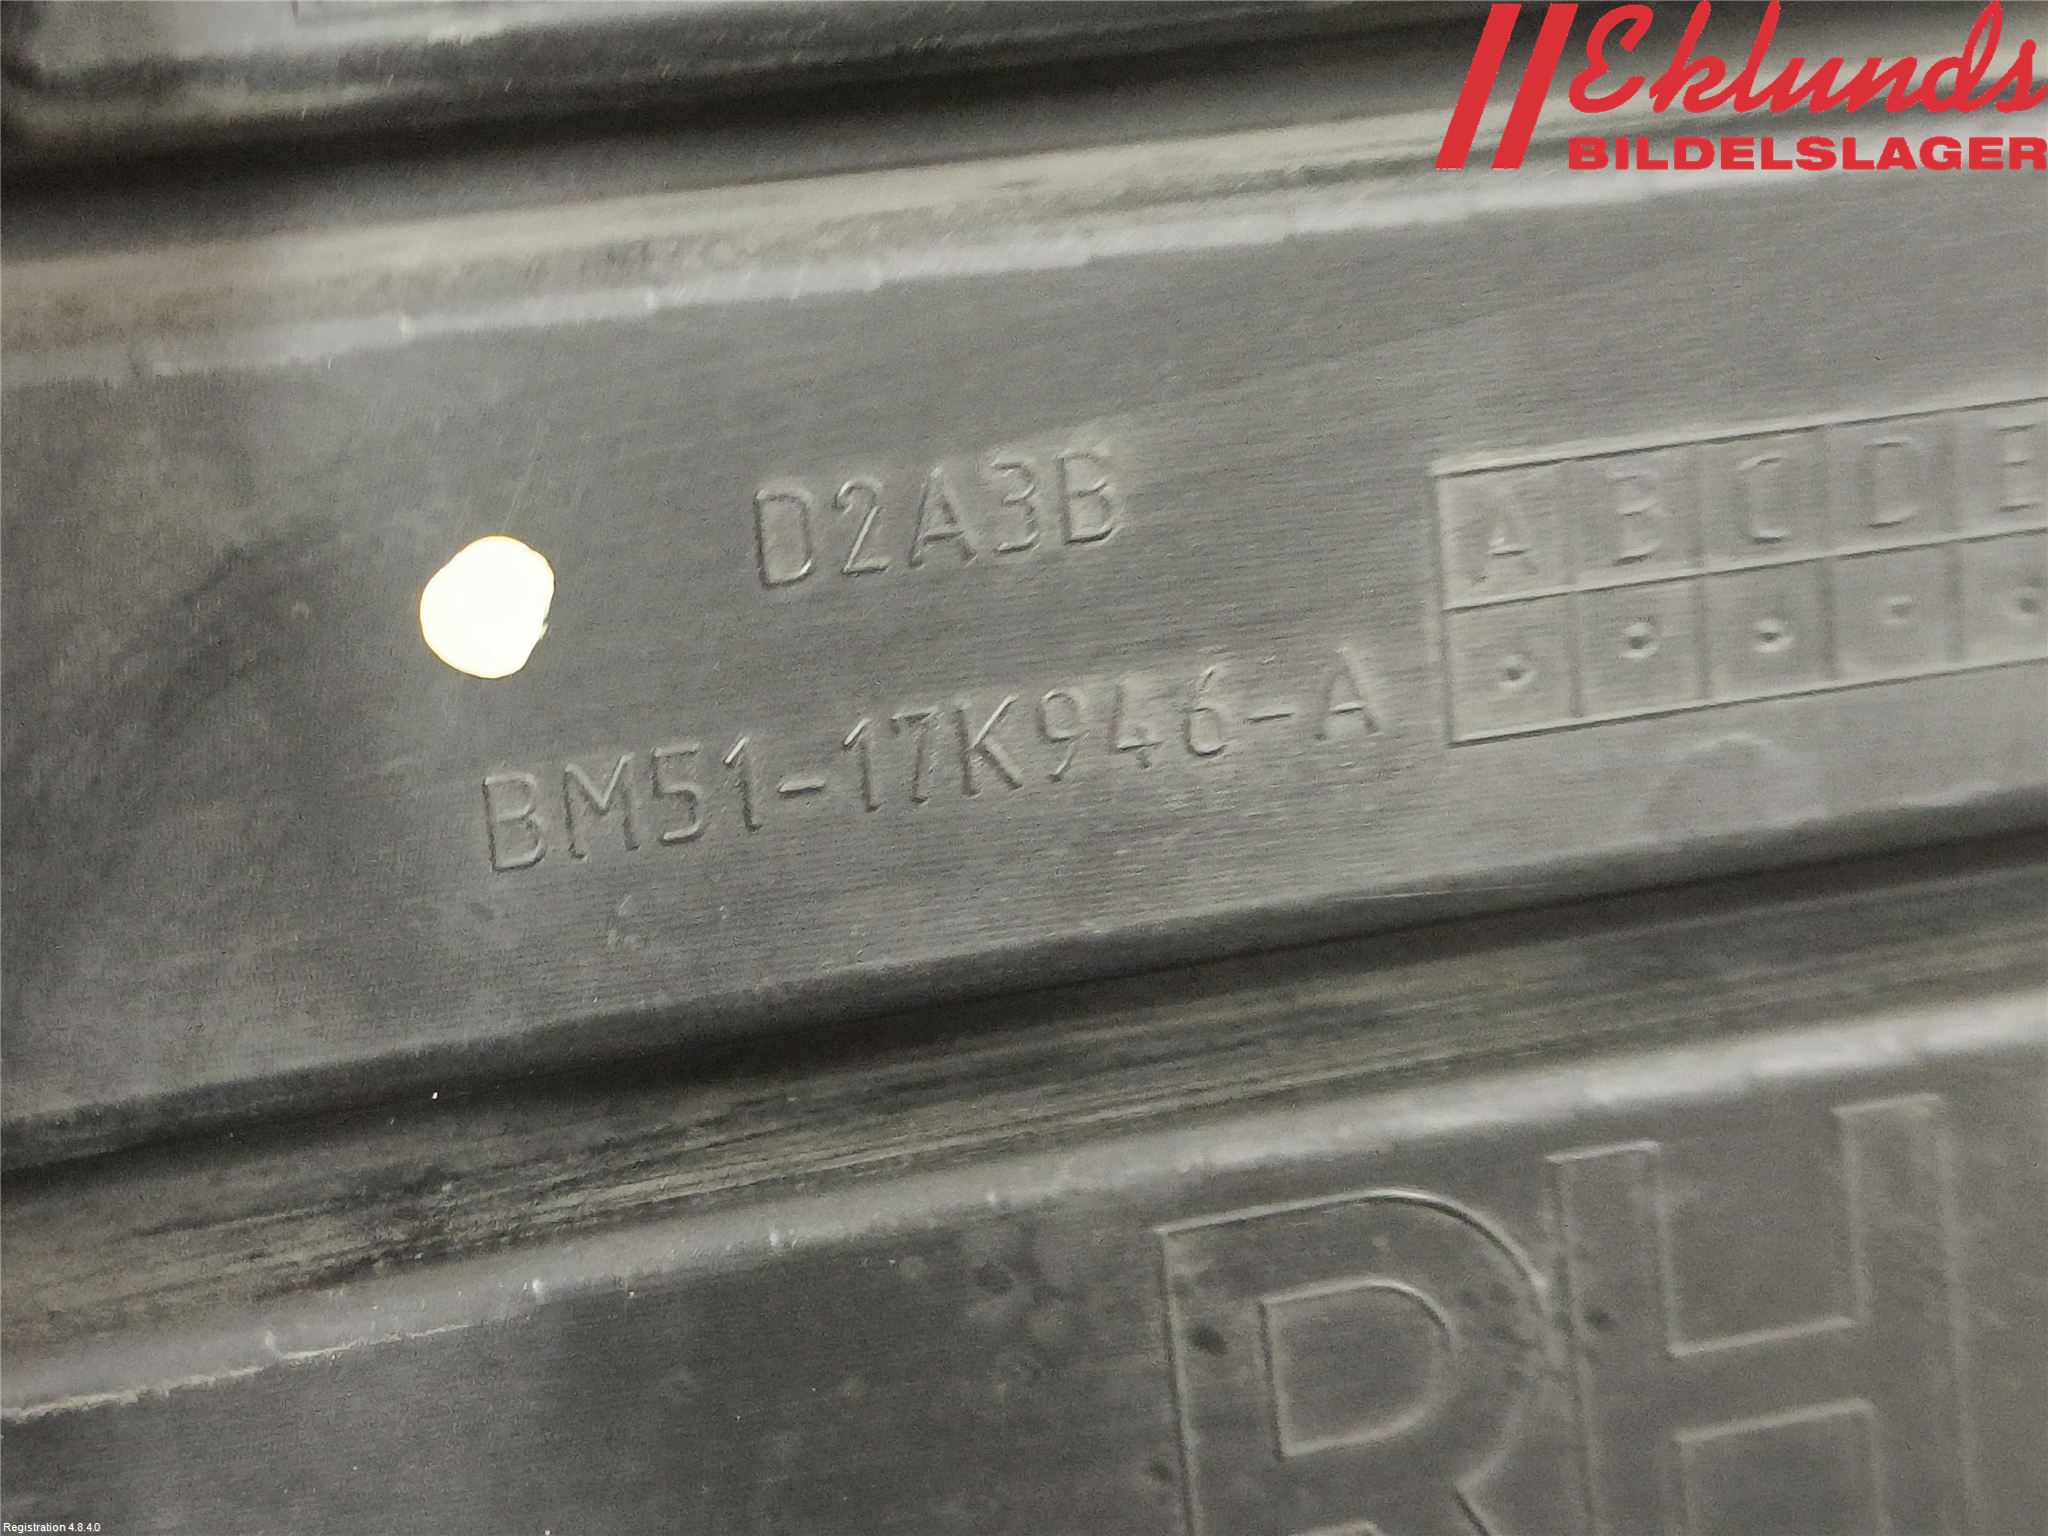 Eklunds
BILDELSLAGER
D2A3B
A B C D E
BM51-17K946-A
RH
Registration 4.8.4.0